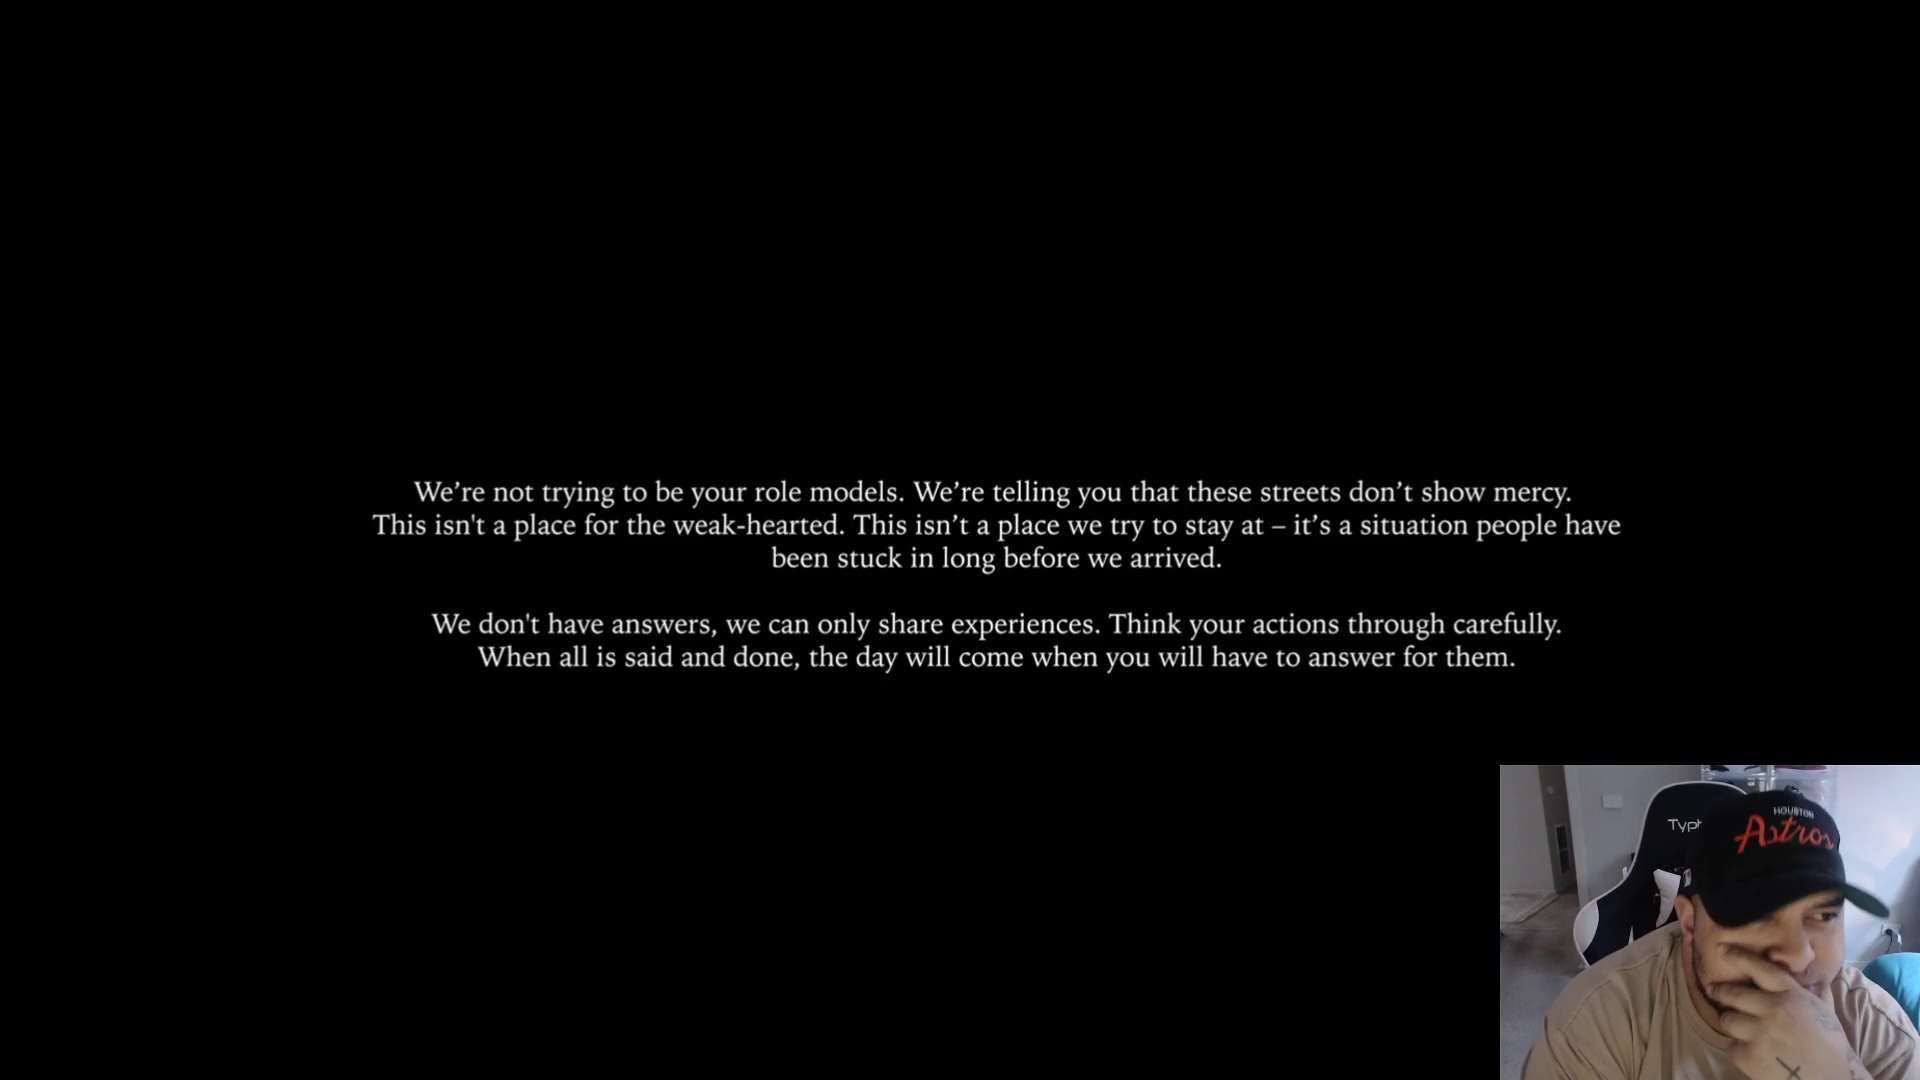 We’re not trying to be your role models. We’re telling you that these streets don’t show mercy.
This isn't a place for the weak-hearted. This isn’t a place we try to stay at – it’s a situation people have
been stuck in long before we arrived.
We don't have answers, we can only share experiences. Think your actions through carefully.
When all is said and done, the day will come when you will have to answer for them.
HOUSTON
Astros